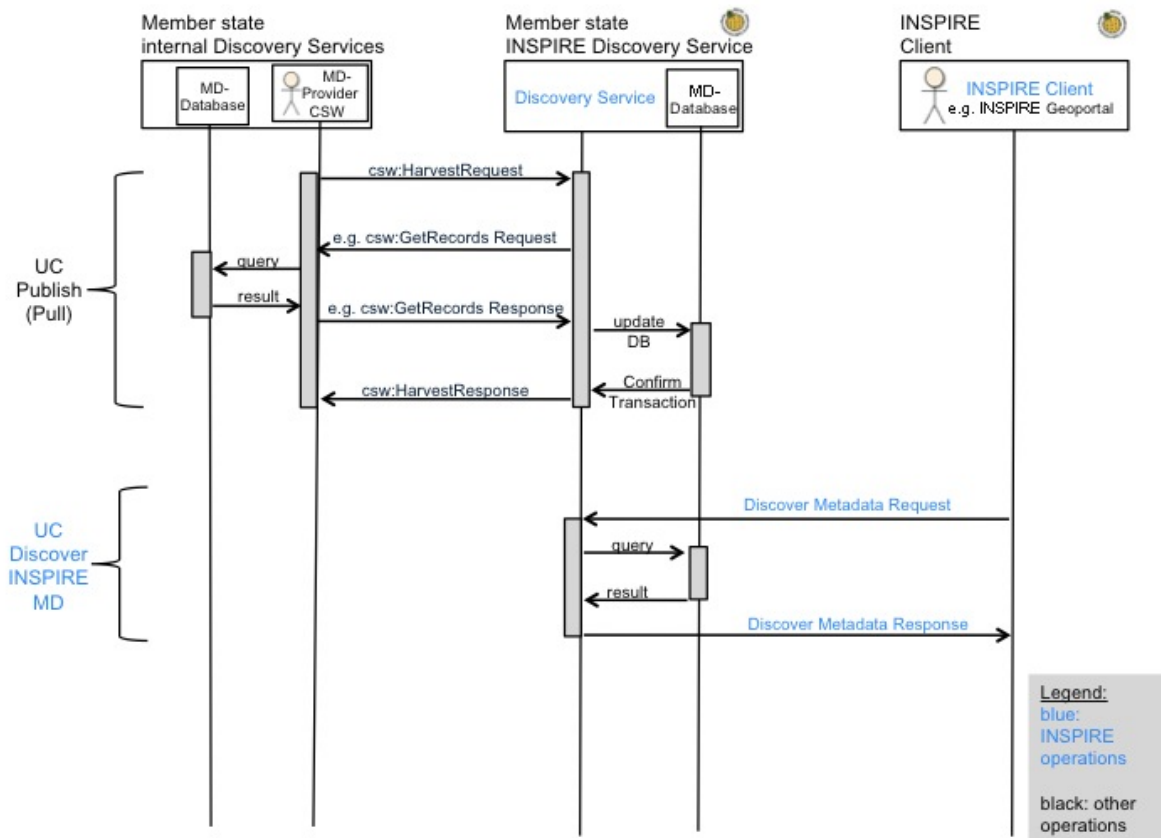 Member state
internal Discovery Services
Member state
INSPIRE Discovery Service
INSPIRE
Client
MD-
Database
MD-
Provider
CSW
Discovery Service
MD-
Database
INSPIRE Client
e.g. INSPIRE Geoportal
UC
Publish
(Pull)
csw:HarvestRequest
e.g. csw:GetRecords Request
query
result
e.g. csw:GetRecords Response
update
DB
Confirm
Transaction
csw:HarvestResponse
UC
Discover
INSPIRE
MD
Discover Metadata Request
query
result
Discover Metadata Response
Legend:
blue:
INSPIRE
operations
black: other
operations